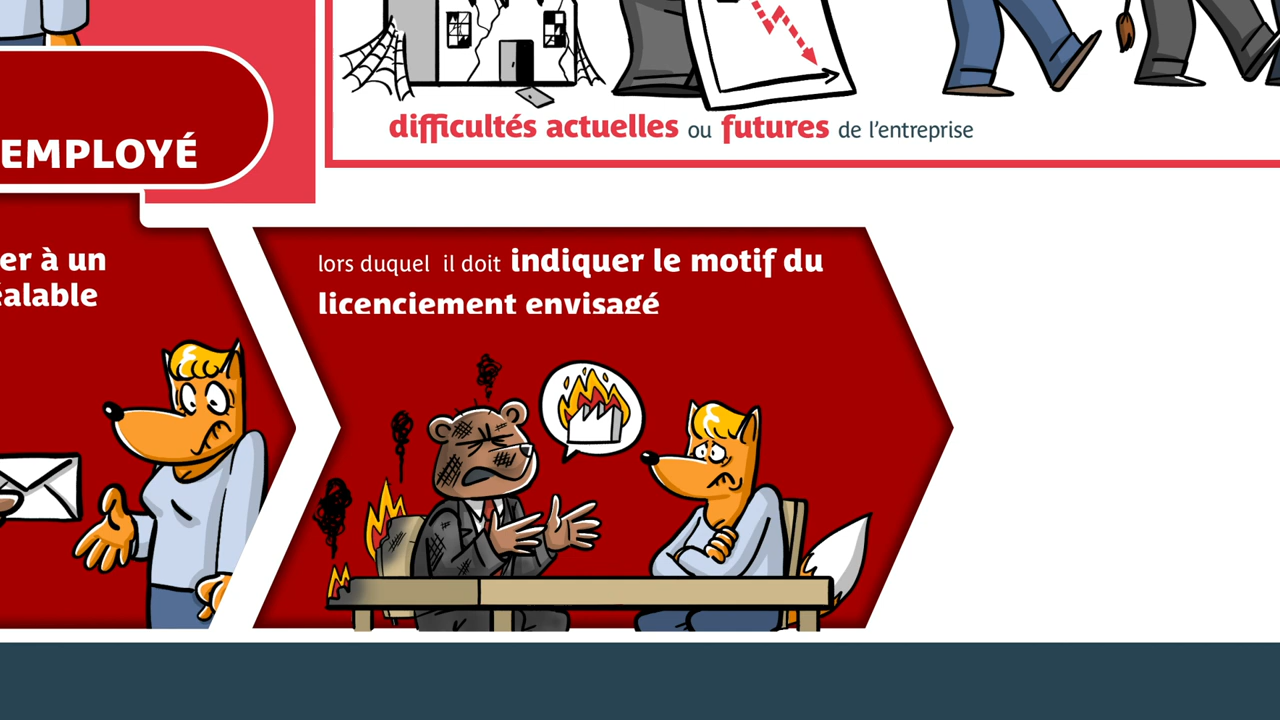 difficultés actuelles ou futures de l’entreprise
EMPLOYÉ
er à un
éalable
lors duquel il doit indiquer le motif du
licenciement envisagé